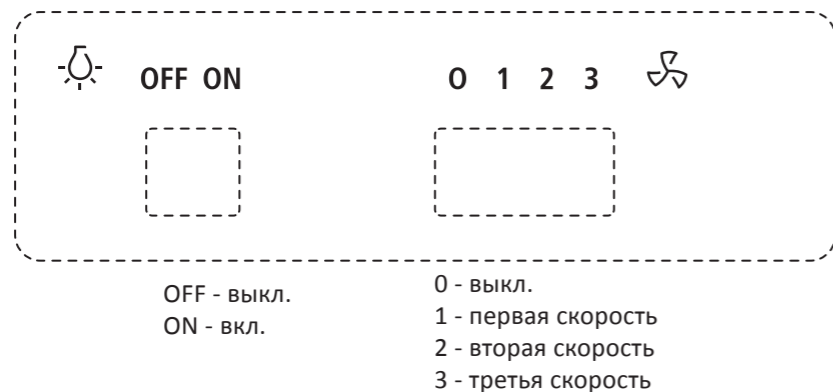 OFF ON
0 1 2 3
OFF - выкл.
ON - вкл.
0 - выкл.
1 - первая скорость
2 - вторая скорость
3 - третья скорость